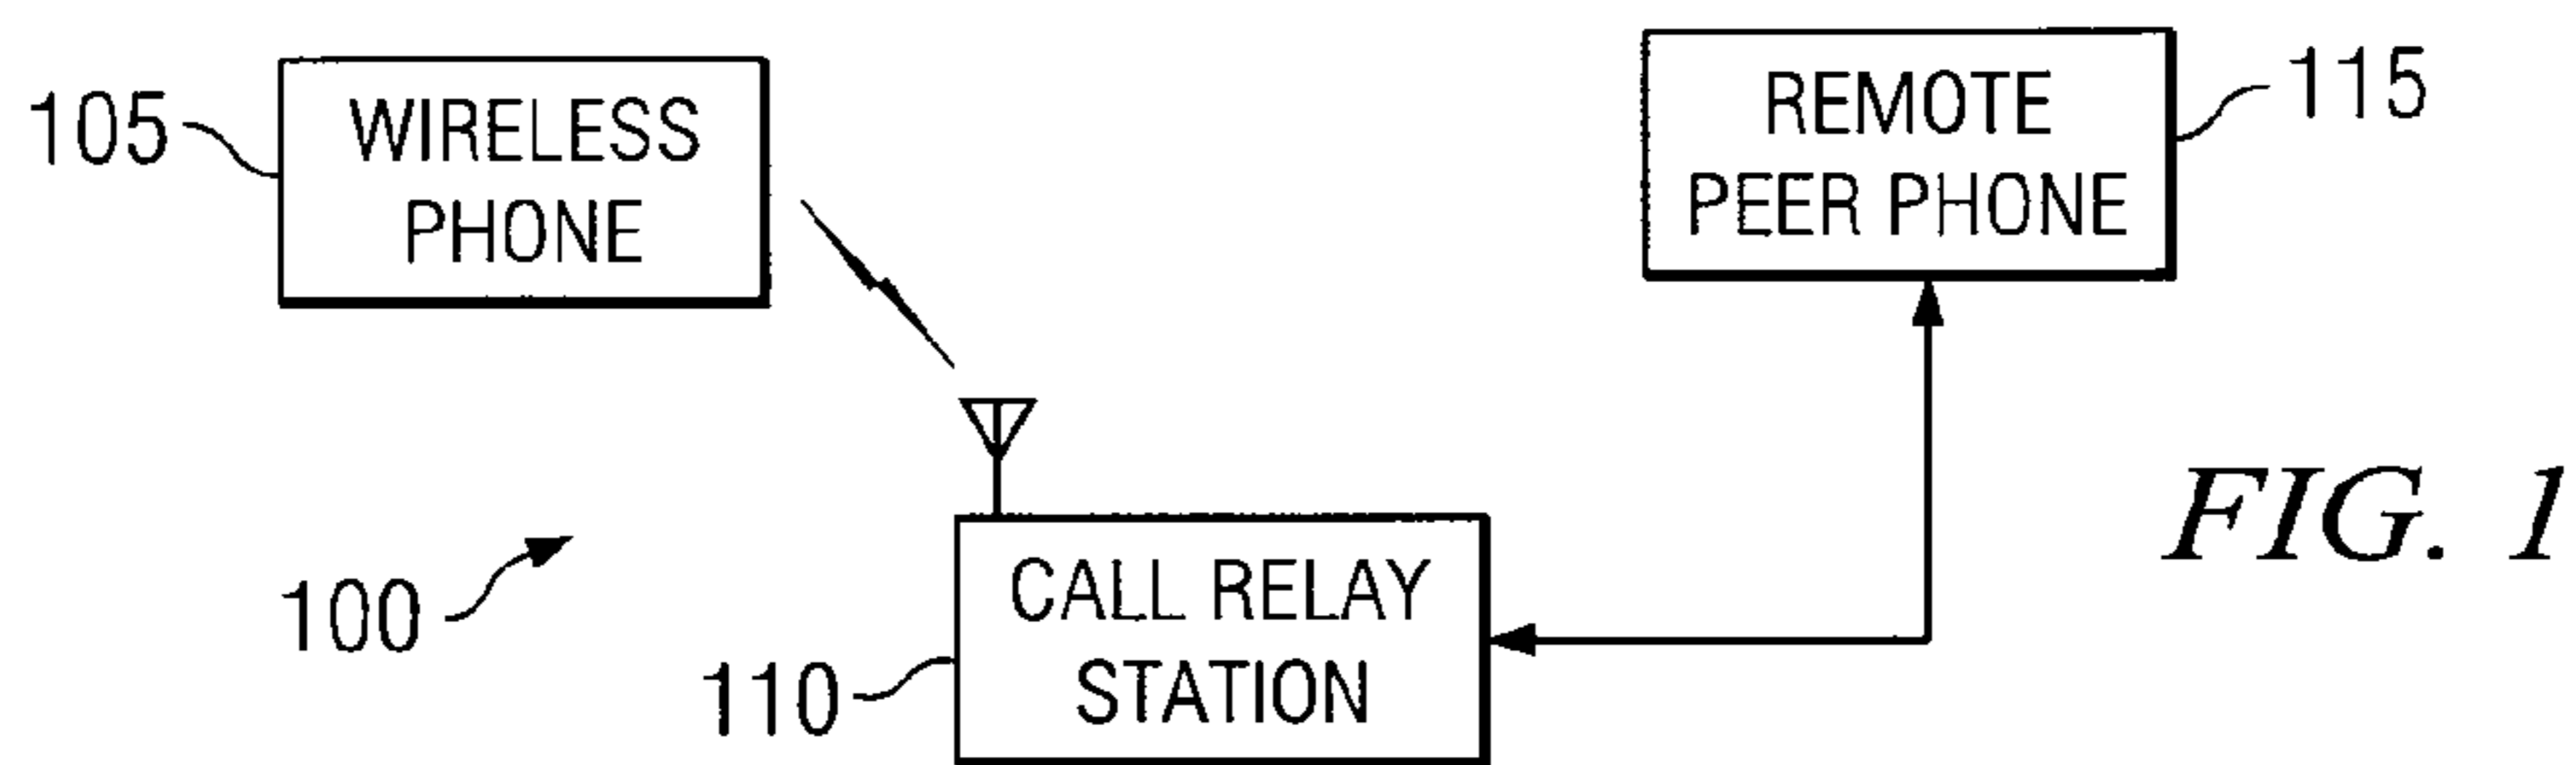 105
WIRELESS
PHONE
REMOTE
PEER PHONE
115
100
110
CALL RELAY
STATION
FIG. 1